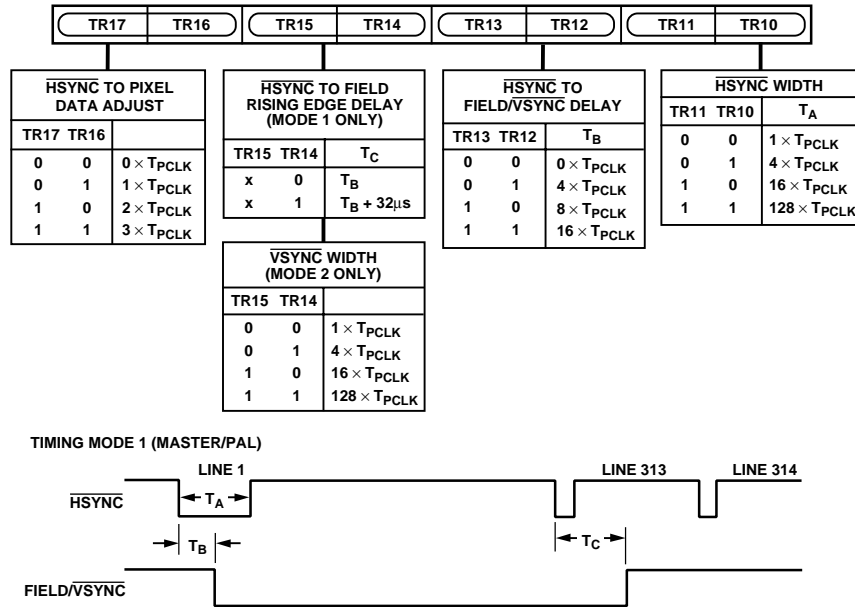 TR17 TR16 TR15 TR14 TR13 TR12 TR11 TR10
HSYNC TO PIXEL
DATA ADJUST
TR17 TR16
0 0 0 × TPCLK
0 1 1 × TPCLK
1 0 2 × TPCLK
1 1 3 × TPCLK
HSYNC TO FIELD
RISING EDGE DELAY
(MODE 1 ONLY)
TR15 TR14 TC
x 0 TB
x 1 TB + 32μs
VSYNC WIDTH
(MODE 2 ONLY)
TR15 TR14
0 0 1 × TPCLK
0 1 4 × TPCLK
1 0 16 × TPCLK
1 1 128 × TPCLK
HSYNC TO
FIELD/VSYNC DELAY
TR13 TR12 TB
0 0 0 × TPCLK
0 1 4 × TPCLK
1 0 8 × TPCLK
1 1 16 × TPCLK
HSYNC WIDTH
TR11 TR10 TA
0 0 1 × TPCLK
0 1 4 × TPCLK
1 0 16 × TPCLK
1 1 128 × TPCLK
TIMING MODE 1 (MASTER/PAL)
LINE 1 LINE 313 LINE 314
HSYNC
TA
TB
TC
FIELD/VSYNC